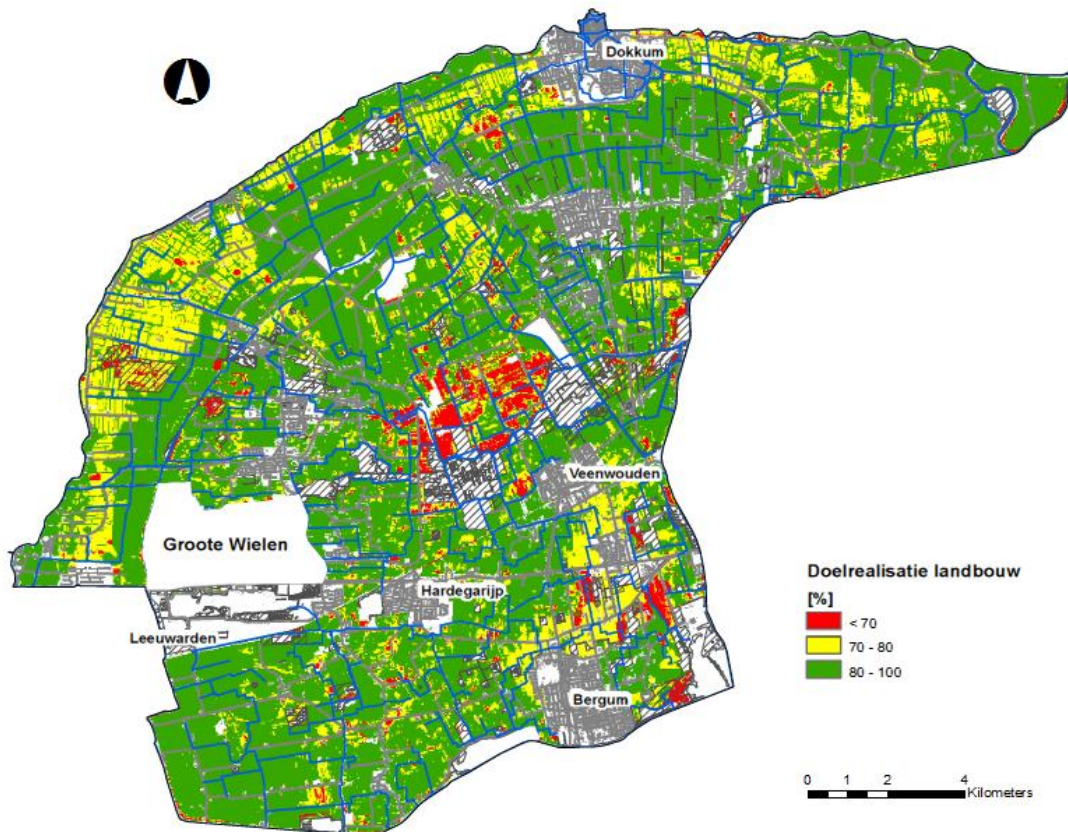 Dokkum
Veenwouden
Groote Wielen
Hardegarijp
Leeuwarden
Bergum
Doelrealisatie landbouw
[%]
< 70
70 - 80
80 - 100
0 1 2 4
Kilometers